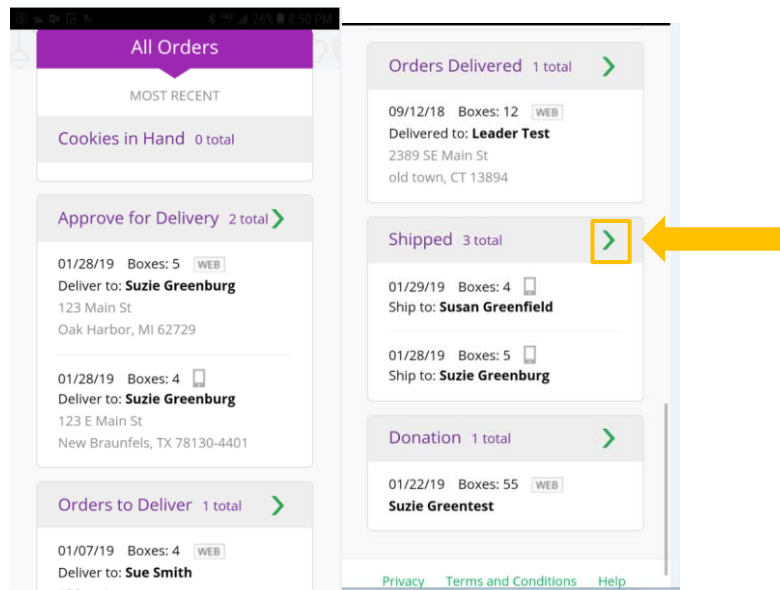 26% 8:50 PM
All Orders
MOST RECENT
Cookies in Hand 0 total
Approve for Delivery 2 total
01/28/19 Boxes: 5 WEB
Deliver to: Suzie Greenburg
123 Main St
Oak Harbor, MI 62729
01/28/19 Boxes: 4
Deliver to: Suzie Greenburg
123 E Main St
New Braunfels, TX 78130-4401
Orders to Deliver 1 total
01/07/19 Boxes: 4 WEB
Deliver to: Sue Smith
Orders Delivered 1 total
09/12/18 Boxes: 12 WEB
Delivered to: Leader Test
2389 SE Main St
old town, CT 13894
Shipped 3 total
01/29/19 Boxes: 4
Ship to: Susan Greenfield
01/28/19 Boxes: 5
Ship to: Suzie Greenburg
Donation 1 total
01/22/19 Boxes: 55 WEB
Suzie Greentest
Privacy Terms and Conditions Help